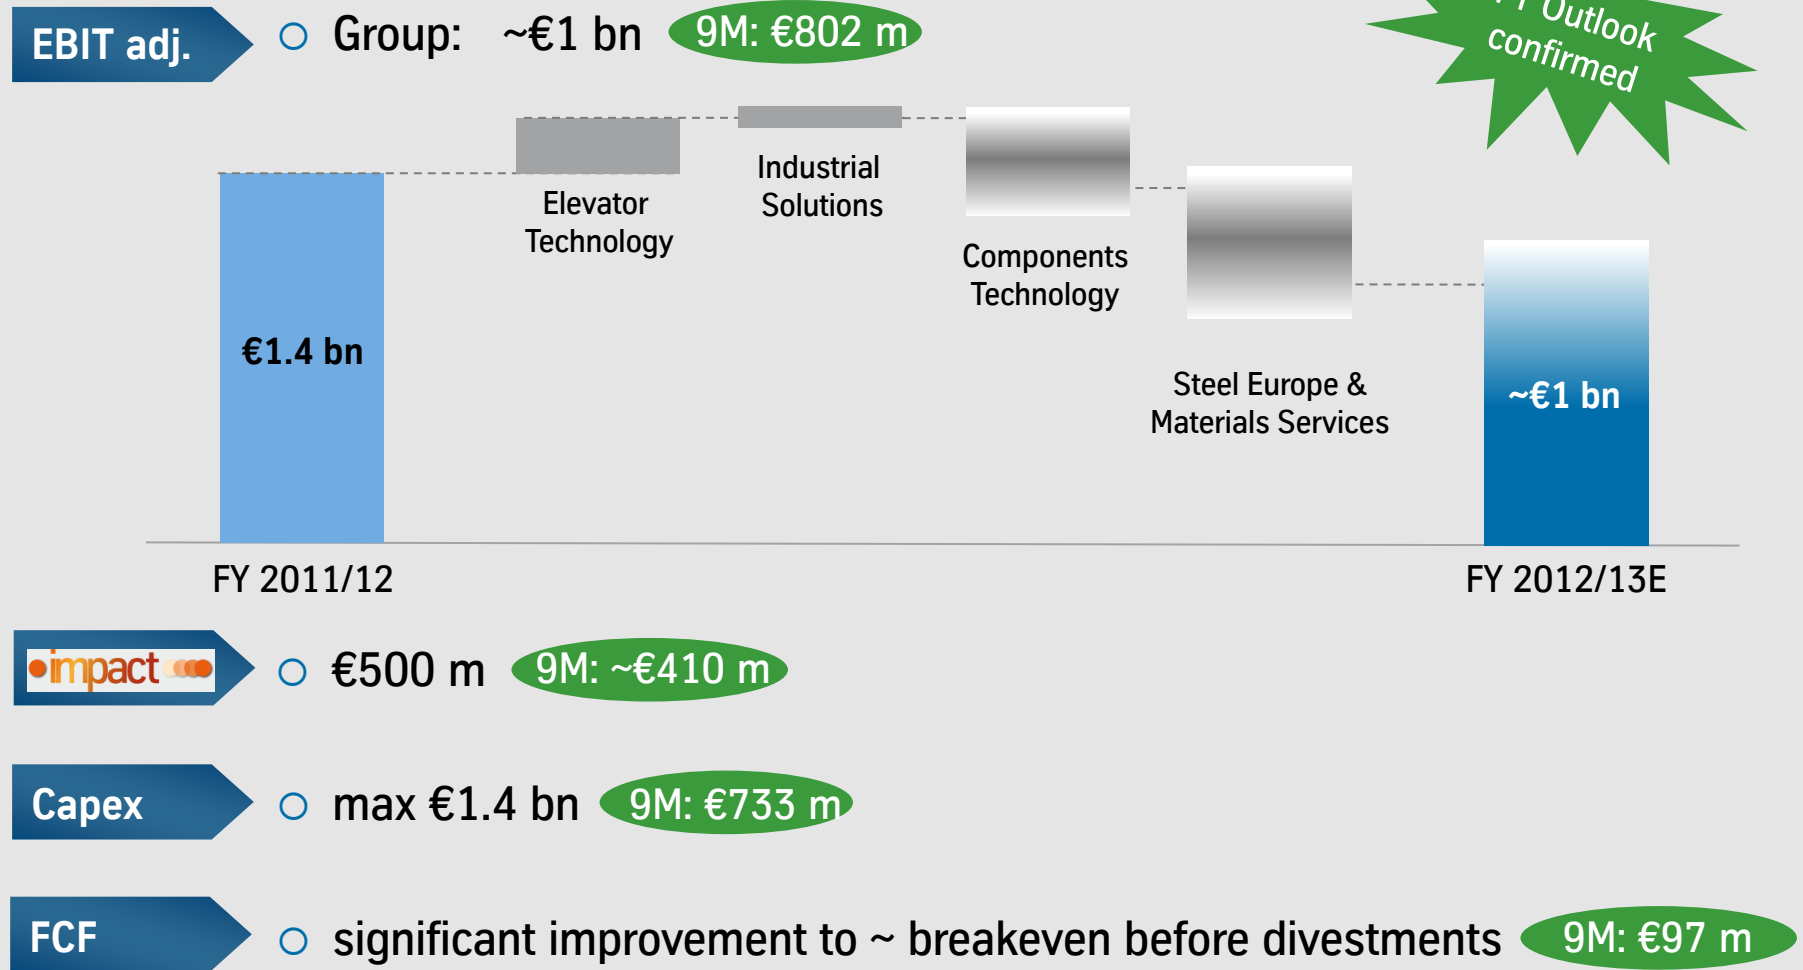 EBIT adj.
Group: ~€1 bn
9M: €802 m
Outlook
confirmed
Elevator
Technology
Industrial
Solutions
Components
Technology
Steel Europe &
Materials Services
€1.4 bn
~€1 bn
FY 2011/12
FY 2012/13E
impact
€500 m
9M: ~€410 m
Capex
max €1.4 bn
9M: €733 m
FCF
significant improvement to ~ breakeven before divestments
9M: €97 m